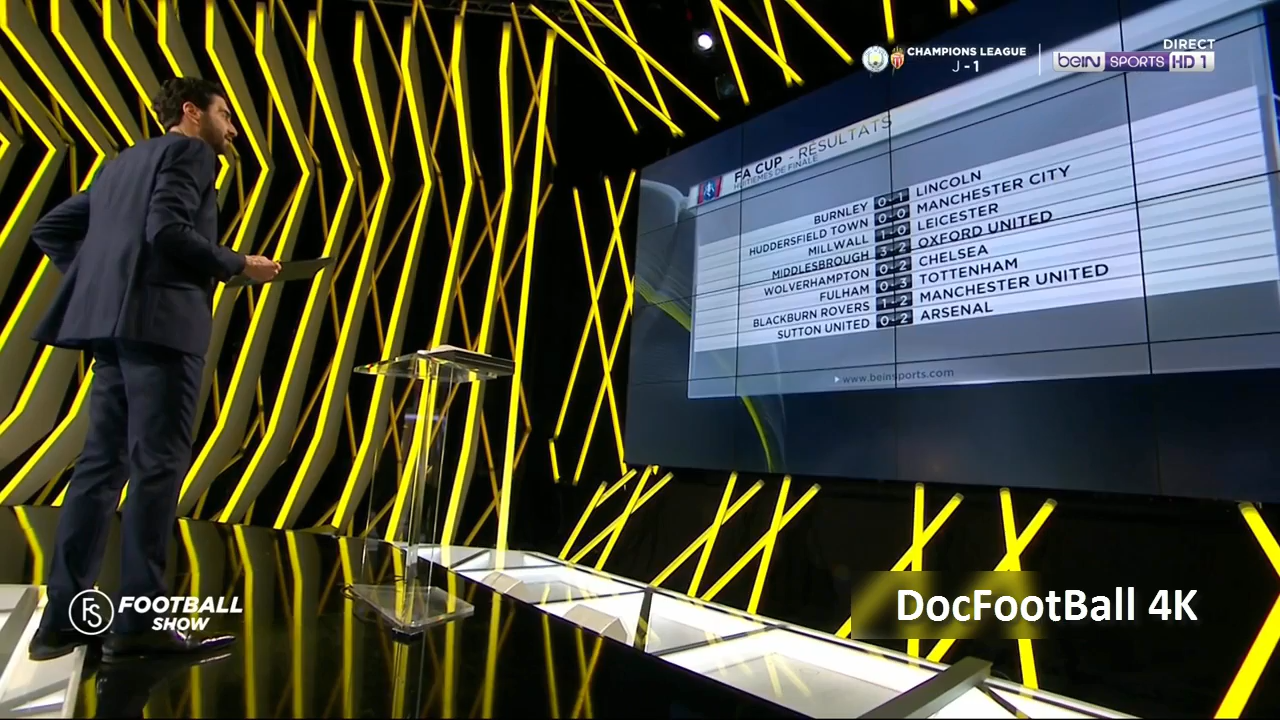 DIRECT
CHAMPIONS LEAGUE
J - 1
beIN SPORTS HD 1
FA CUP - RÉSULTATS
HUITIÈMES DE FINALE
BURNLEY 0 - 1 LINCOLN
HUDDERSFIELD TOWN 0 - 0 MANCHESTER CITY
MILLWALL 1 - 0 LEICESTER
MIDDLESBROUGH 3 - 2 OXFORD UNITED
WOLVERHAMPTON 0 - 2 CHELSEA
FULHAM 0 - 3 TOTTENHAM
BLACKBURN ROVERS 1 - 2 MANCHESTER UNITED
SUTTON UNITED 0 - 2 ARSENAL
www.beinsports.com
FS FOOTBALL
SHOW
DocFootBall 4K